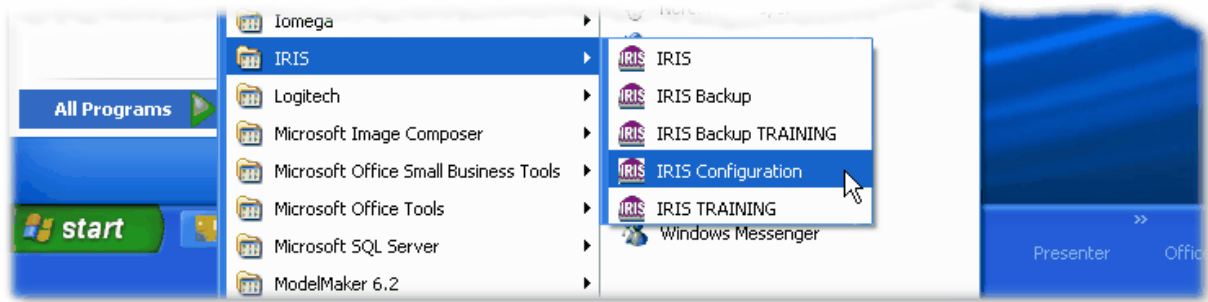 Iomega
IRIS
Logitech
Microsoft Image Composer
Microsoft Office Small Business Tools
Microsoft Office Tools
Microsoft SQL Server
ModelMaker 6.2
IRIS
IRIS Backup
IRIS Backup TRAINING
IRIS Configuration
IRIS TRAINING
Windows Messenger
All Programs
start
»
Presenter